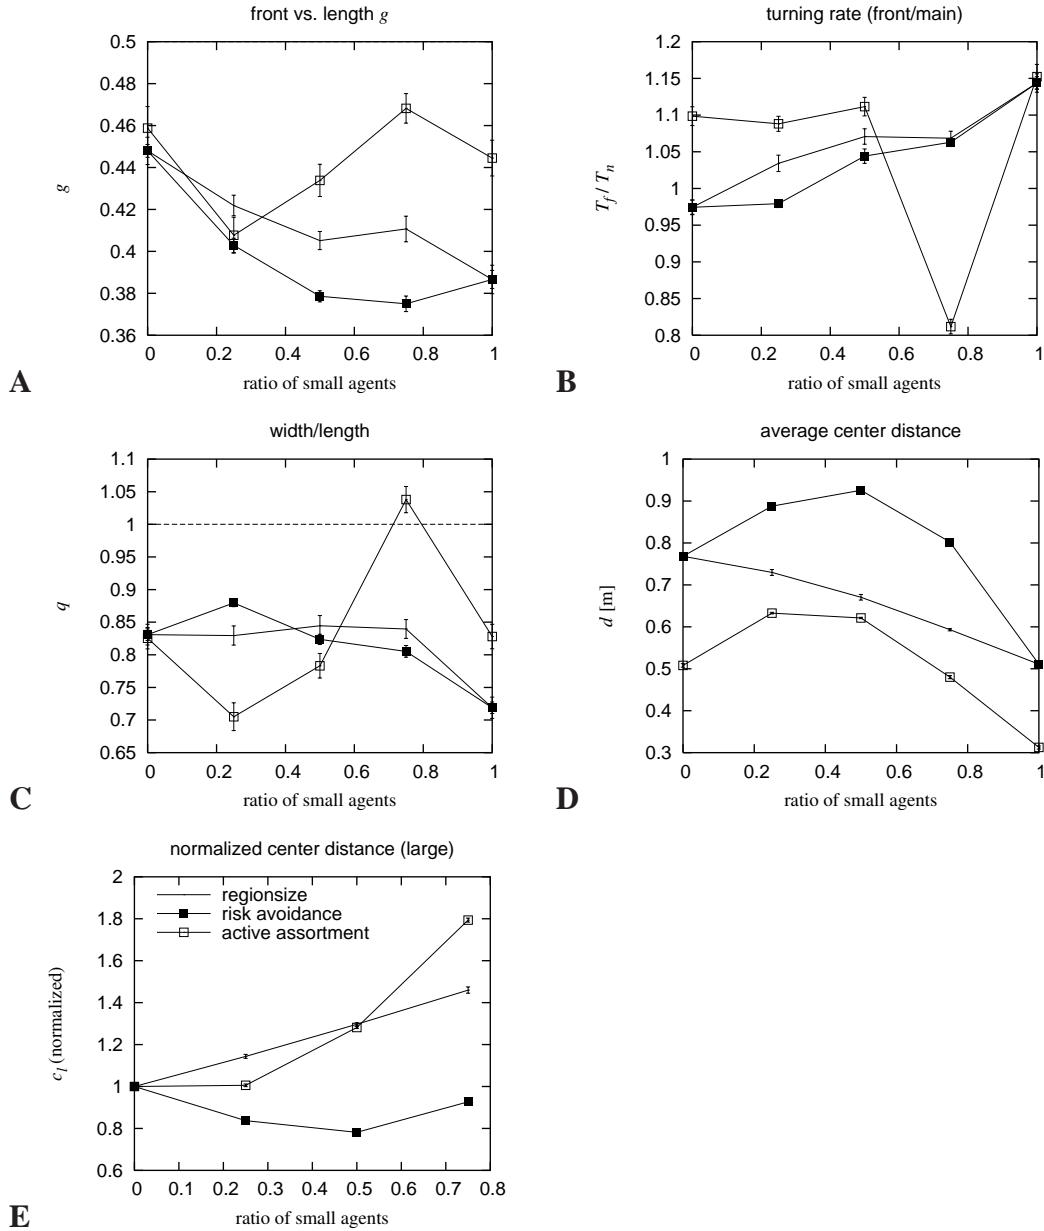 front vs. length g
0.5
0.48
0.46
0.44
0.42
0.4
0.38
0.36
g
0 0.2 0.4 0.6 0.8 1
ratio of small agents
A
turning rate (front/main)
1.2
1.15
1.1
1.05
1
0.95
0.9
0.85
0.8
T_f / T_n
0 0.2 0.4 0.6 0.8 1
ratio of small agents
B
width/length
1.1
1.05
1
0.95
0.9
0.85
0.8
0.75
0.7
0.65
q
0 0.2 0.4 0.6 0.8 1
ratio of small agents
C
average center distance
1
0.9
0.8
0.7
0.6
0.5
0.4
0.3
d [m]
0 0.2 0.4 0.6 0.8 1
ratio of small agents
D
normalized center distance (large)
2
1.8
1.6
1.4
1.2
1
0.8
0.6
c_l (normalized)
regionsize
risk avoidance
active assortment
0 0.1 0.2 0.3 0.4 0.5 0.6 0.7 0.8
ratio of small agents
E